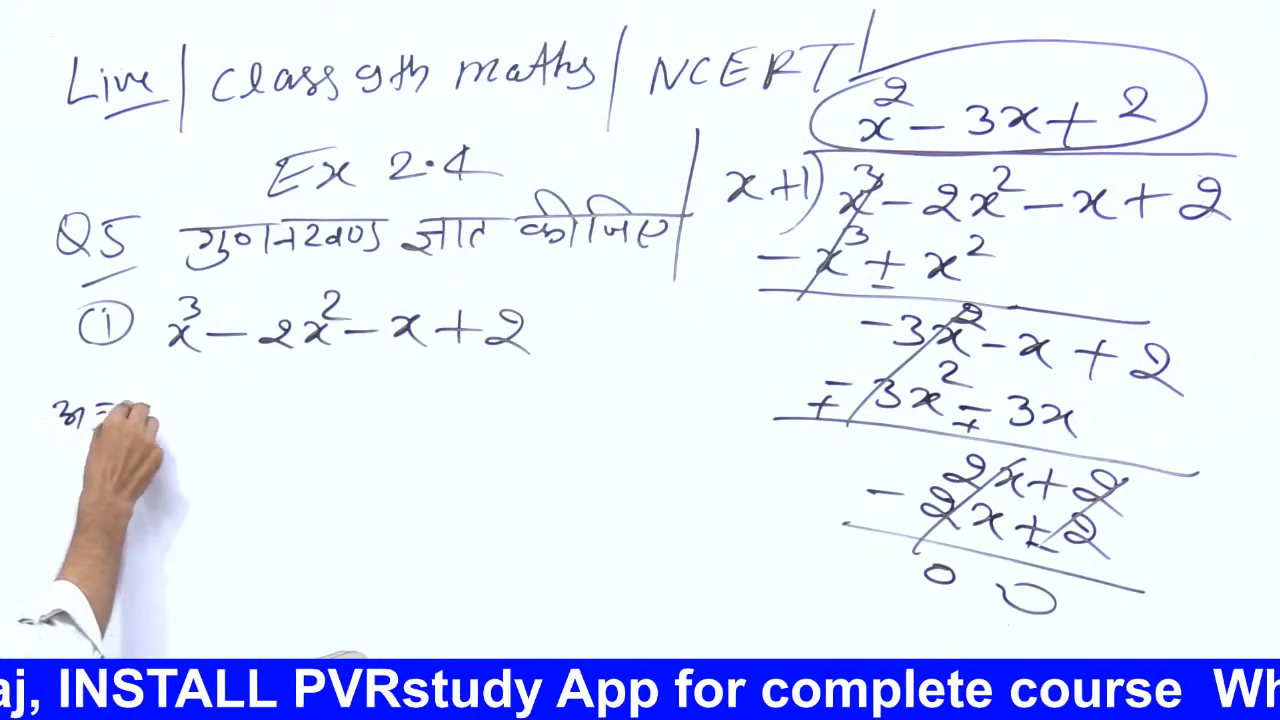 Live | Class 9th maths | NCERT |
Ex 2.4
Q5 गुणनखण्ड ज्ञात कीजिए
① x³ - 2x² - x + 2
अ =
x² - 3x + 2
x+1) x³ - 2x² - x + 2
- x³ ± x²
-3x² - x + 2
∓ 3x² ∓ 3x
2x + 2
- 2x ± 2
0 0
aj, INSTALL PVRstudy App for complete course Wh